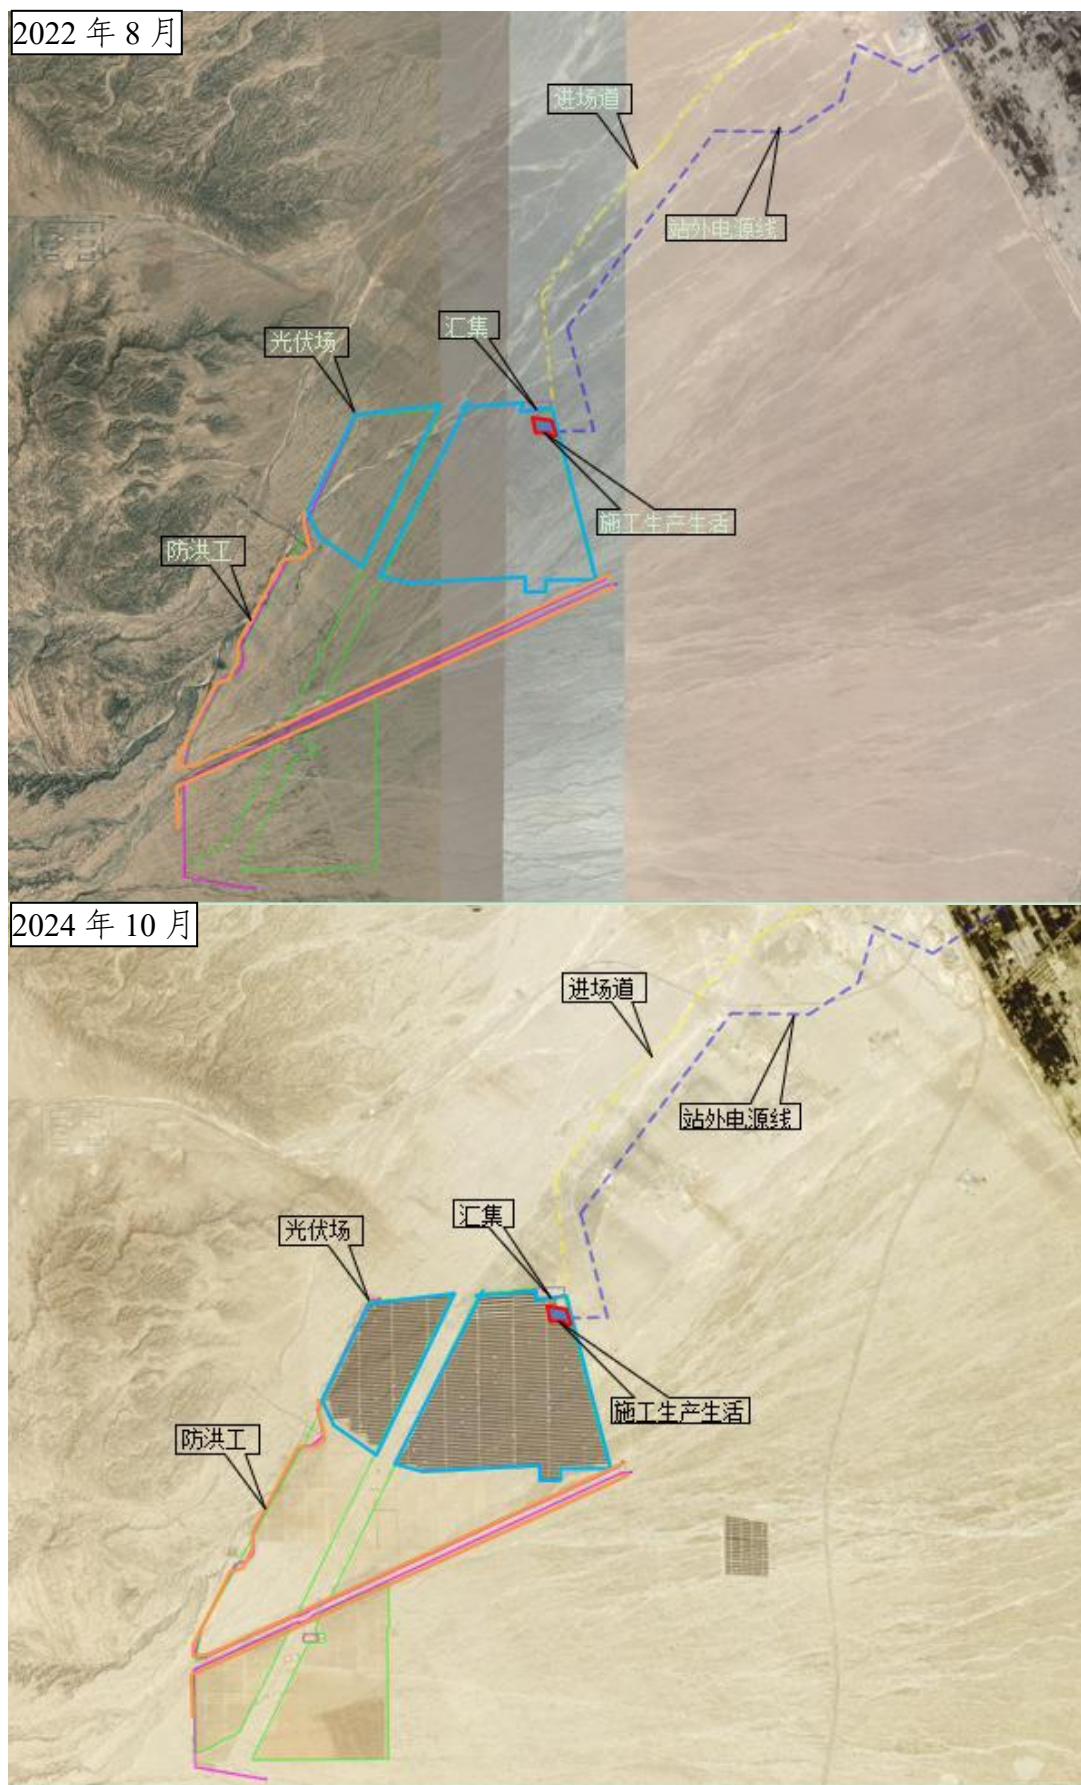 2022 年 8 月
进场道
站外电源线
汇集
光伏场
施工生产生活
防洪工
2024 年 10 月
进场道
站外电源线
汇集
光伏场
施工生产生活
防洪工